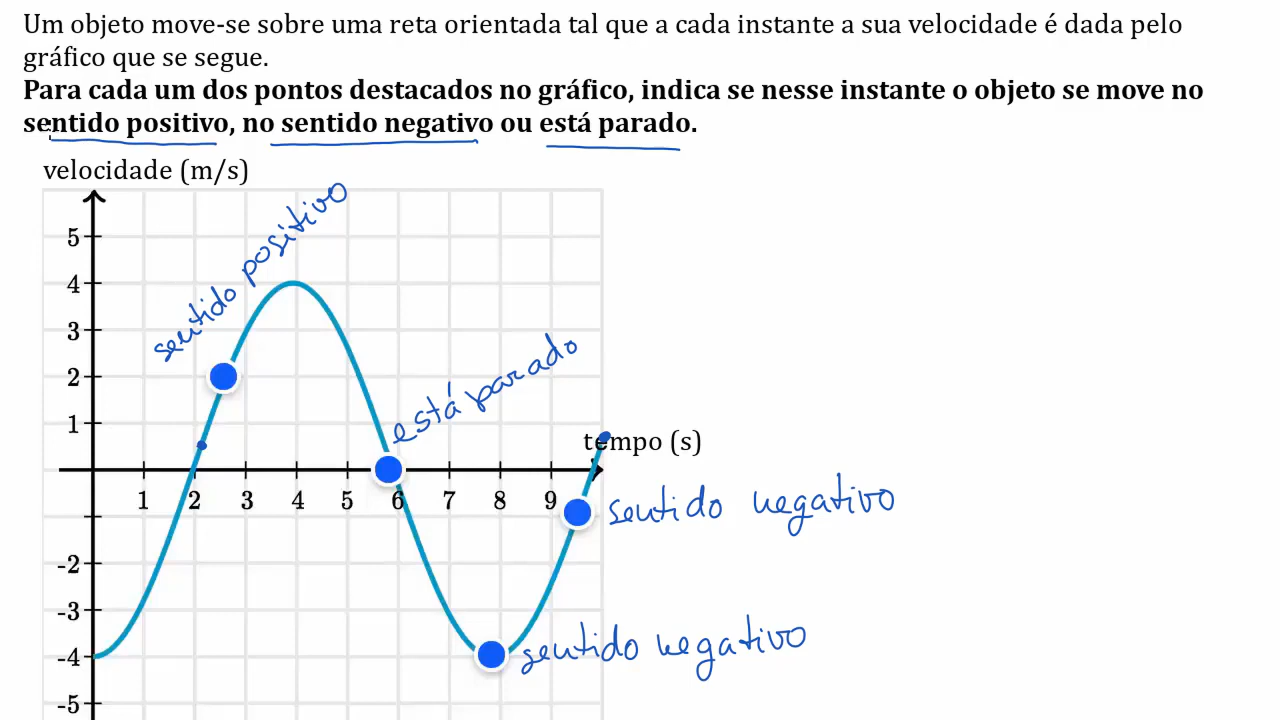 Um objeto move-se sobre uma reta orientada tal que a cada instante a sua velocidade é dada pelo
gráfico que se segue.
Para cada um dos pontos destacados no gráfico, indica se nesse instante o objeto se move no
sentido positivo, no sentido negativo ou está parado.
velocidade (m/s)
sentido positivo
5
4
3
está parado
2
1
tempo (s)
1 2 3 4 5 6 7 8 9
sentido negativo
-2
-3
sentido negativo
-4
-5